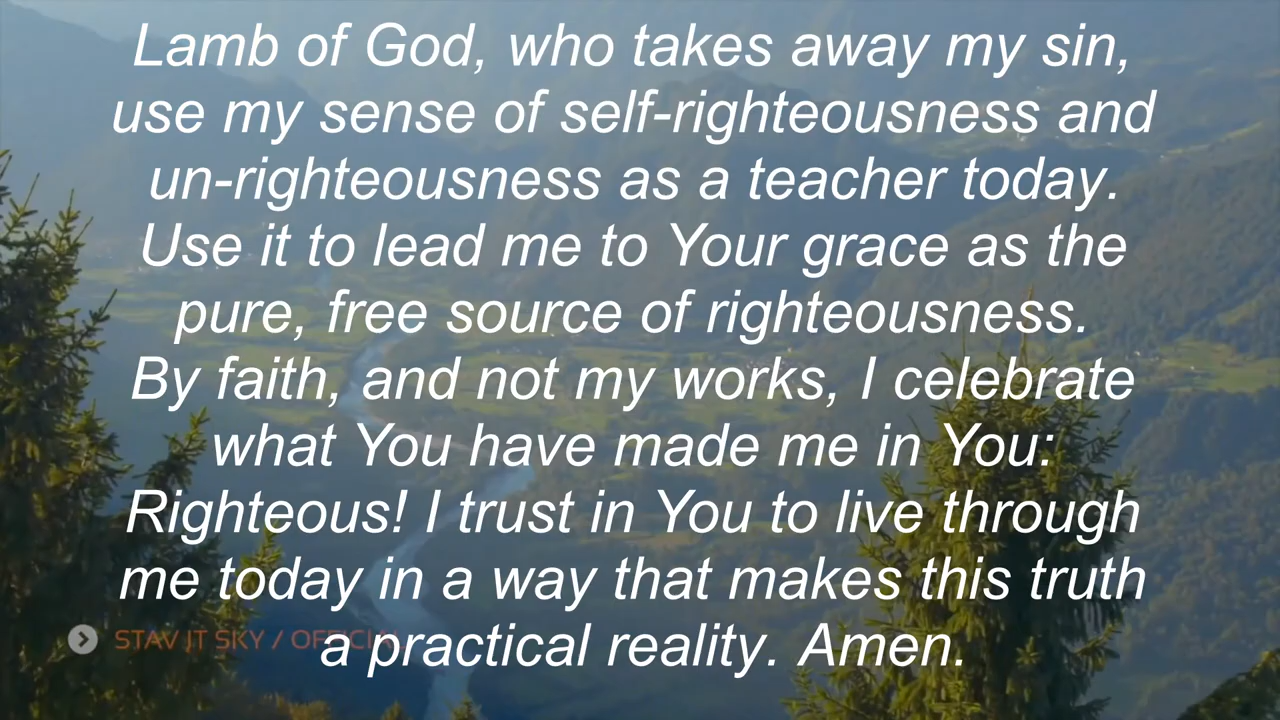 Lamb of God, who takes away my sin,
use my sense of self-righteousness and
un-righteousness as a teacher today.
Use it to lead me to Your grace as the
pure, free source of righteousness.
By faith, and not my works, I celebrate
what You have made me in You:
Righteous! I trust in You to live through
me today in a way that makes this truth
a practical reality. Amen.
SKY /